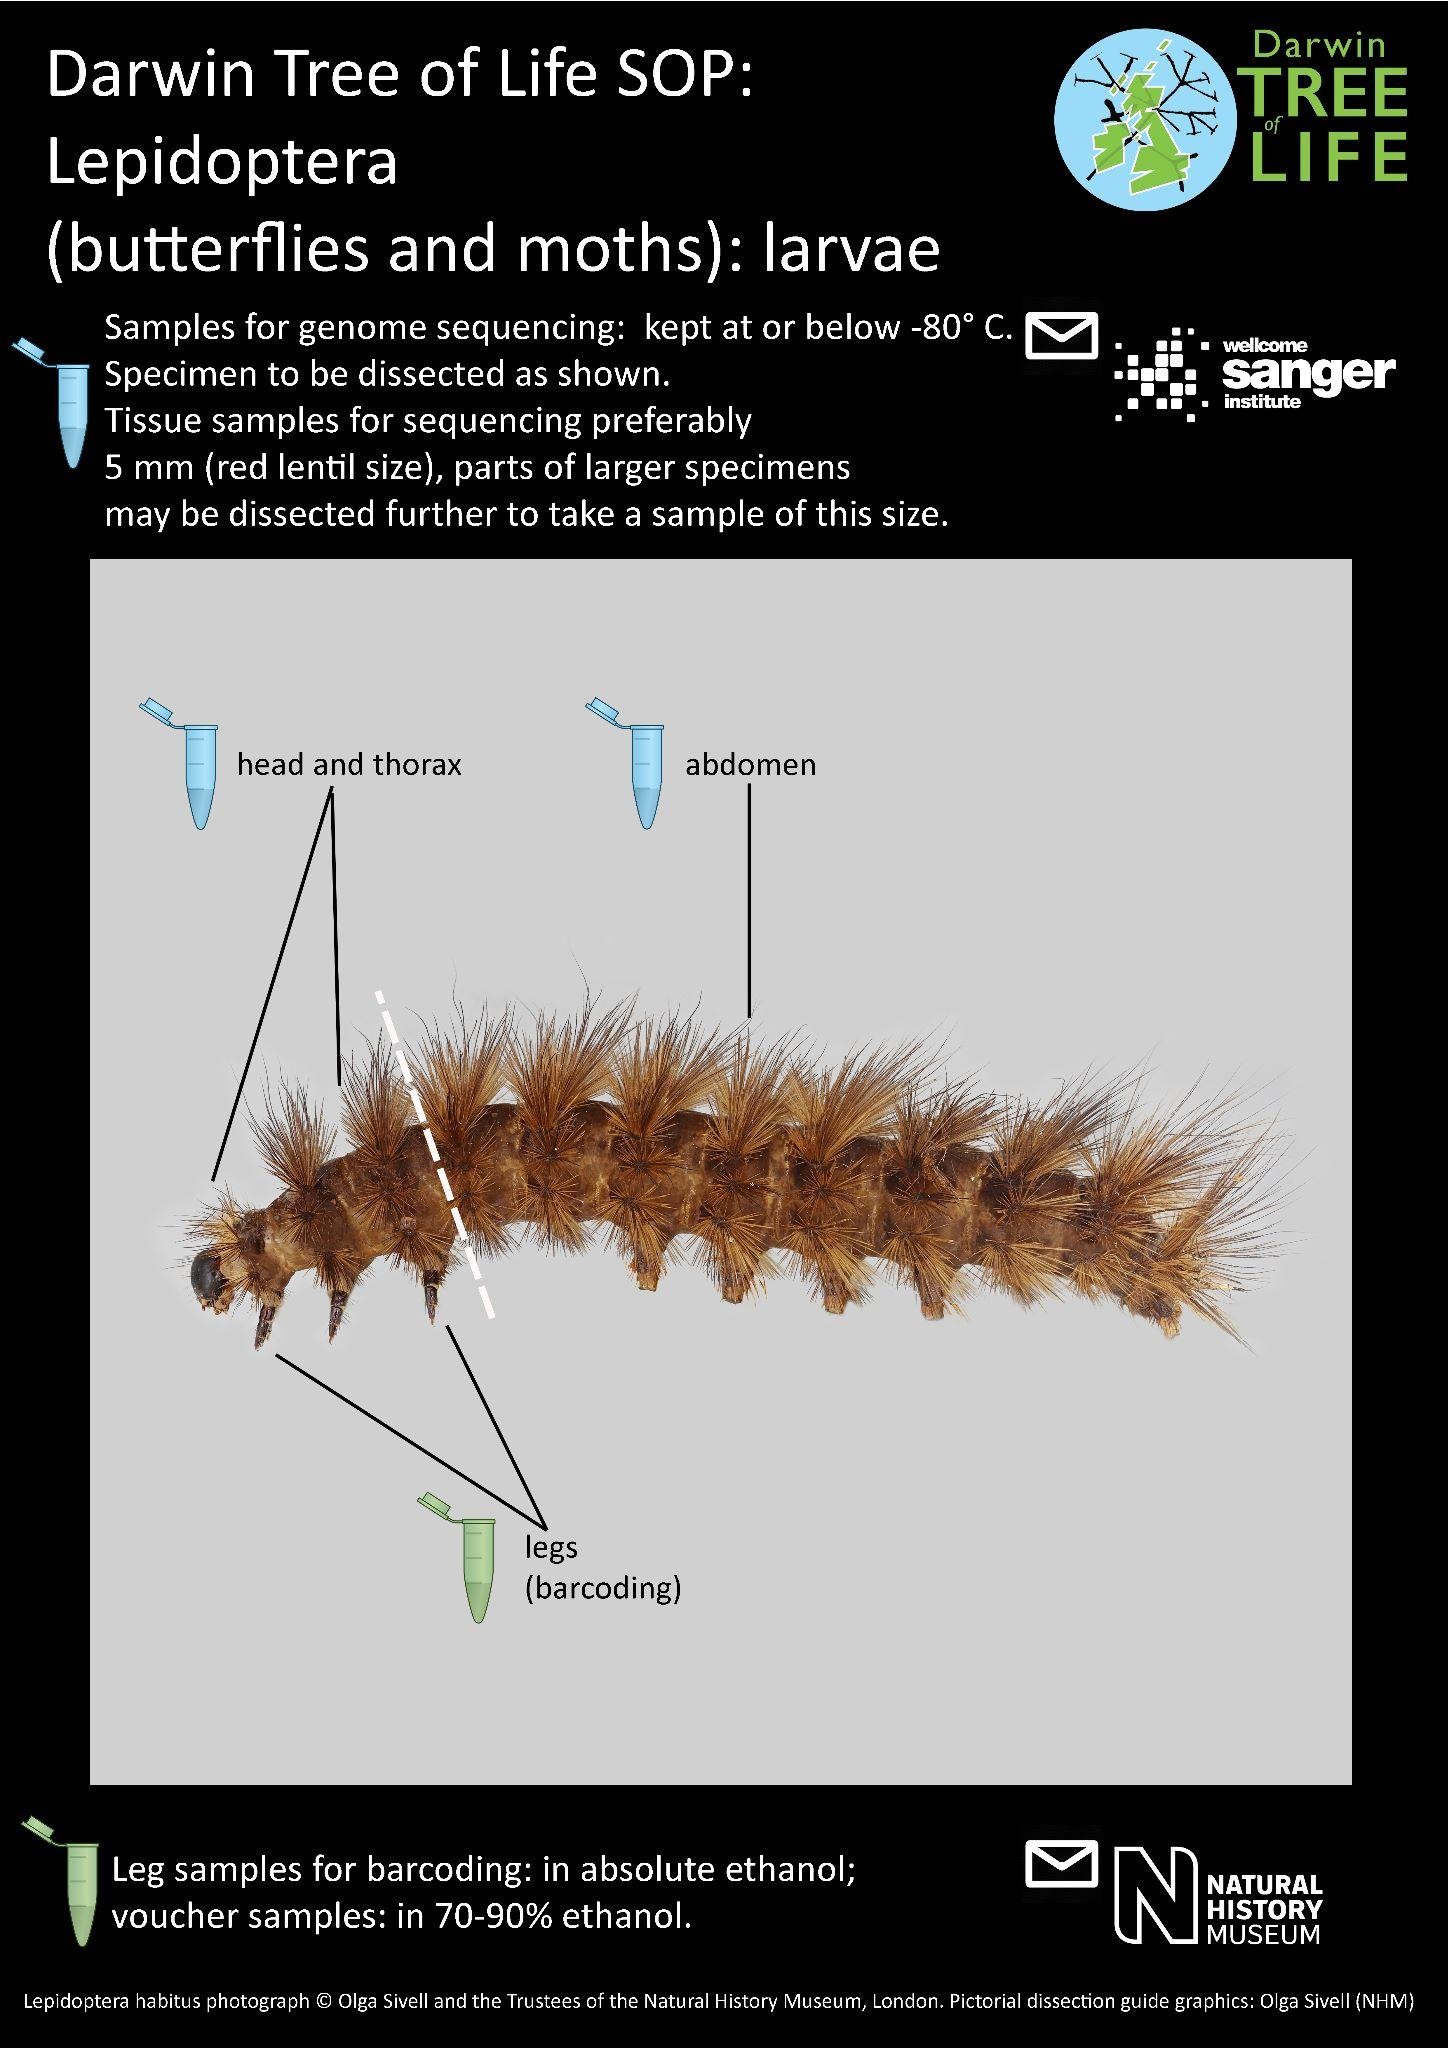 Darwin Tree of Life SOP:
Lepidoptera
(butterflies and moths): larvae
Darwin
TREE
of
LIFE
Samples for genome sequencing: kept at or below -80° C.
Specimen to be dissected as shown.
Tissue samples for sequencing preferably
5 mm (red lentil size), parts of larger specimens
may be dissected further to take a sample of this size.
wellcome
sanger
institute
head and thorax
abdomen
legs
(barcoding)
Leg samples for barcoding: in absolute ethanol;
voucher samples: in 70-90% ethanol.
N
NATURAL
HISTORY
MUSEUM
Lepidoptera habitus photograph © Olga Sivell and the Trustees of the Natural History Museum, London. Pictorial dissection guide graphics: Olga Sivell (NHM)